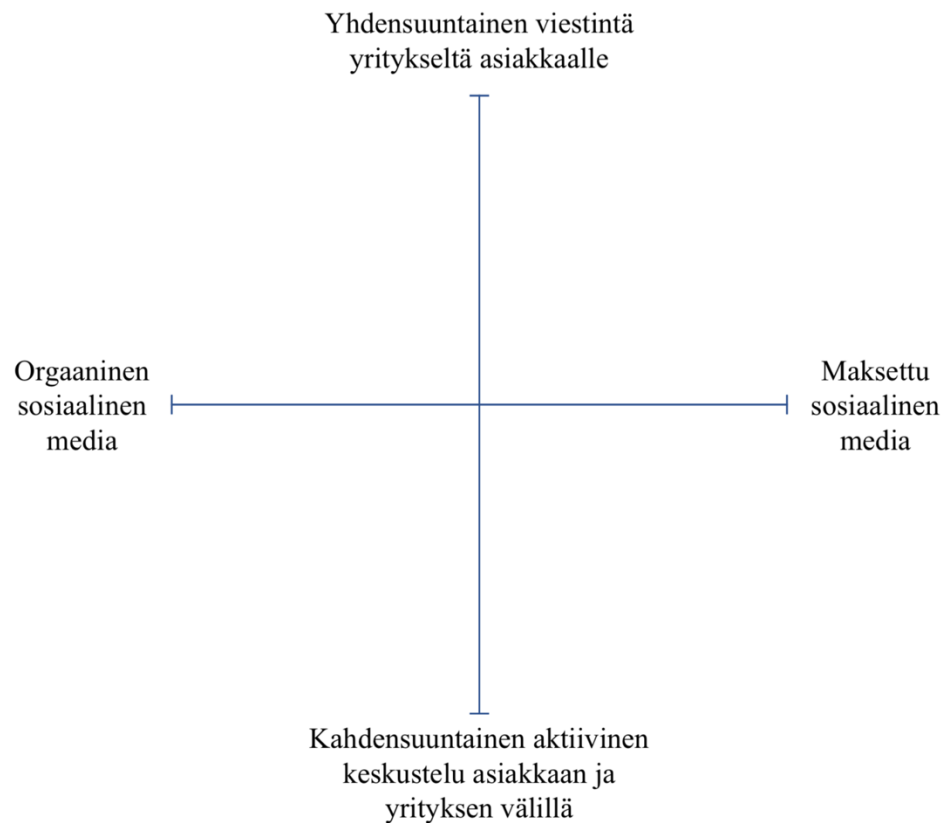 Yhdensuuntainen viestintä
yritykseltä asiakkaalle
Orgaaninen
sosiaalinen
media
Maksettu
sosiaalinen
media
Kahdensuuntainen aktiivinen
keskustelu asiakkaan ja
yrityksen välillä